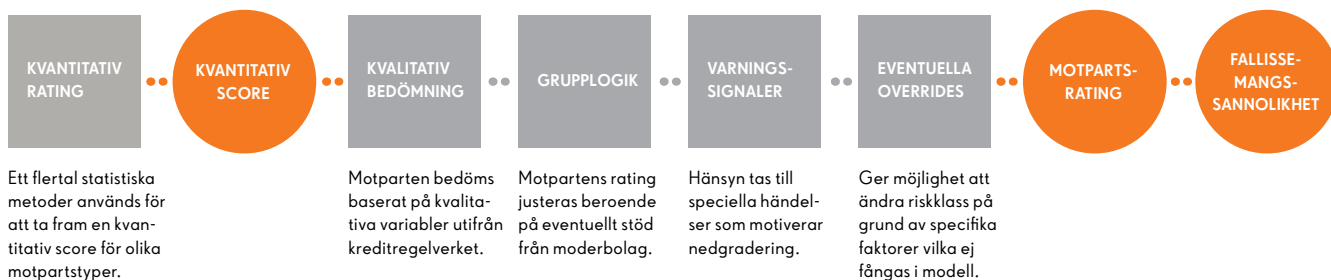 KVANTITATIV
RATING
KVANTITATIV
SCORE
KVALITATIV
BEDÖMNING
GRUPPLOGIK
VARNINGS-
SIGNALER
EVENTUELLA
OVERRIDES
MOTPARTS-
RATING
FALLISSE-
MANGS-
SANNOLIKHET
Ett flertal statistiska
metoder används för
att ta fram en kvan-
titativ score för olika
motpartstyper.
Motparten bedöms
baserat på kvalita-
tiva variabler utifrån
kreditregelverket.
Motpartens rating
justeras beroende
på eventuellt stöd
från moderbolag.
Hänsyn tas till
speciella händel-
ser som motiverar
nedgradering.
Ger möjlighet att
ändra riskklass på
grund av specifika
faktorer vilka ej
fångas i modell.